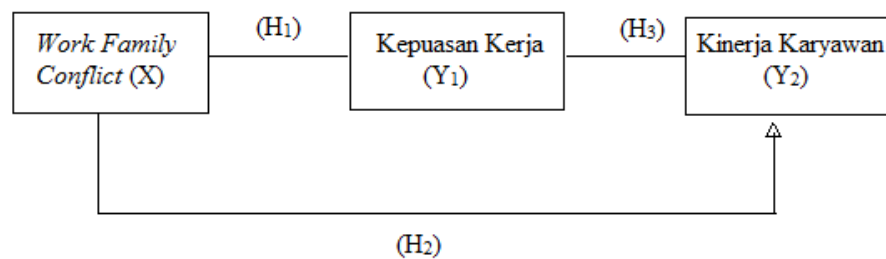 (H₁)
(H₃)
Work Family
Conflict (X)
Kepuasan Kerja
(Y₁)
Kinerja Karyawan
(Y₂)
(H₂)